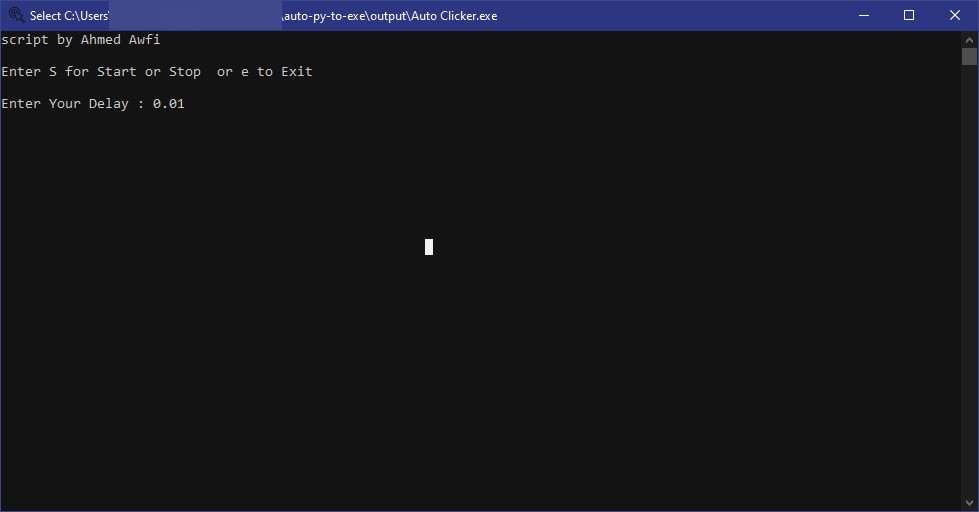 Select C:\Users\ \auto-py-to-exe\output\Auto Clicker.exe
script by Ahmed Awfi
Enter S for Start or Stop  or e to Exit
Enter Your Delay : 0.01